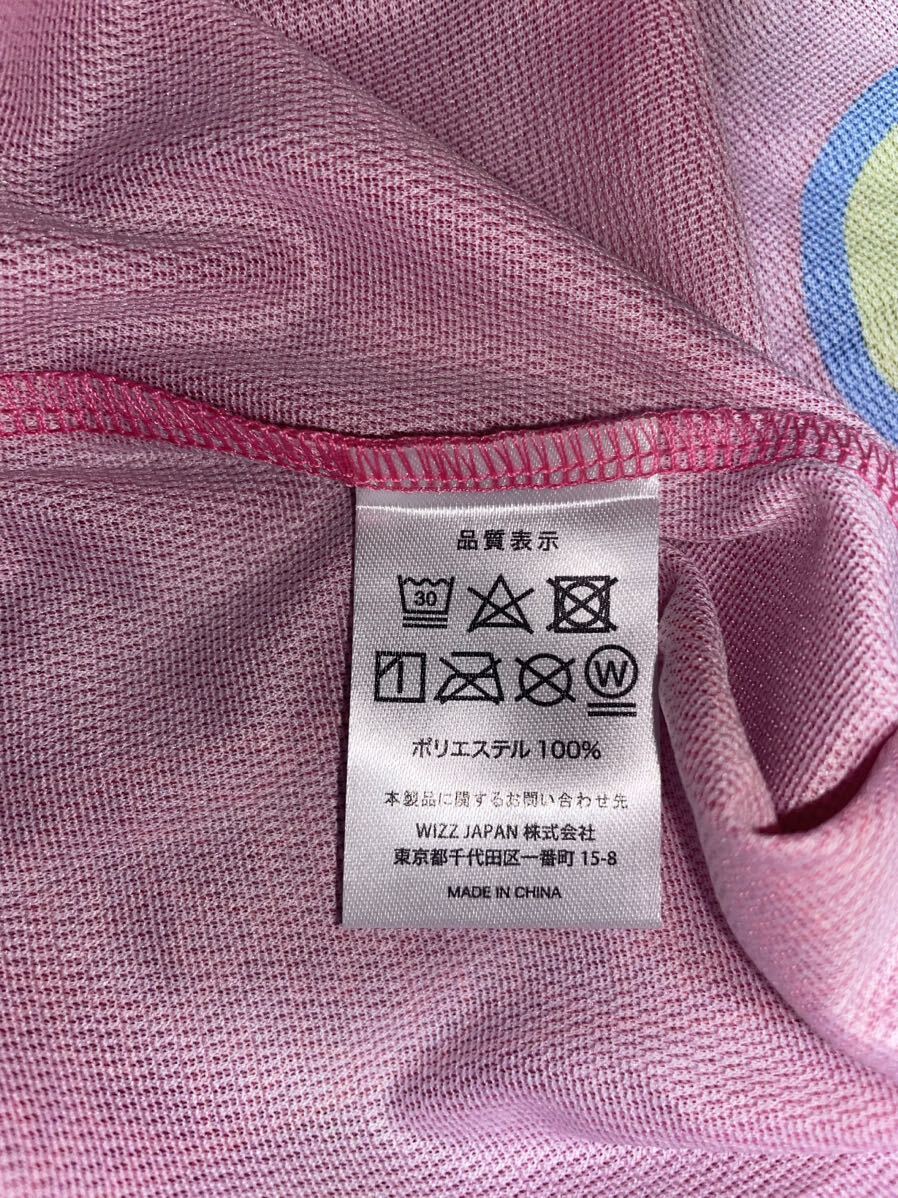 品質表示
30
W
ポリエステル 100%
本製品に関するお問い合わせ先
WIZZ JAPAN 株式会社
東京都千代田区一番町 15-8
MADE IN CHINA